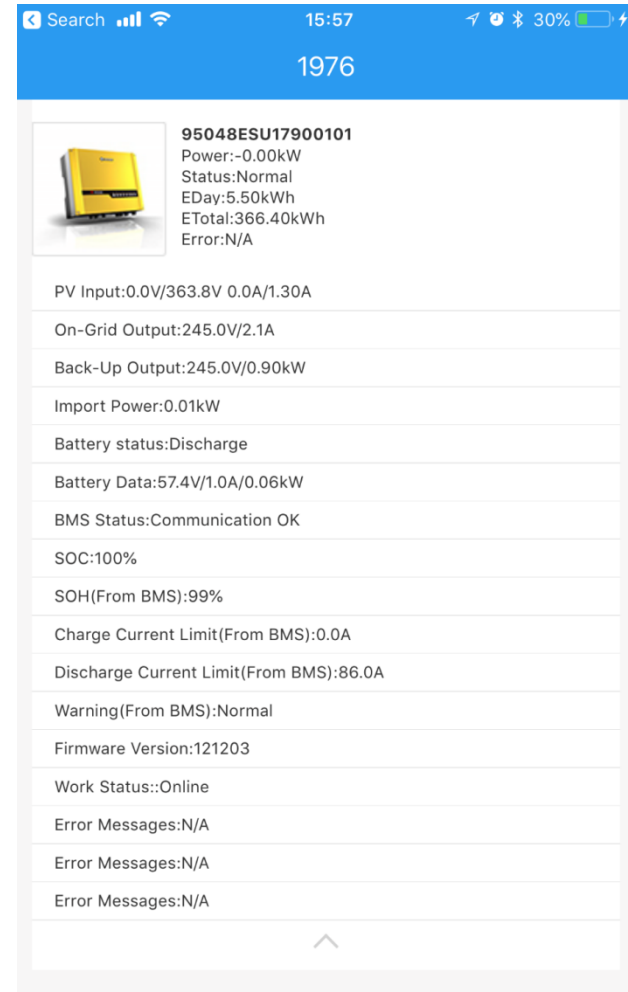 Search 15:57 30%
1976
95048ESU17900101
Power:-0.00kW
Status:Normal
EDay:5.50kWh
ETotal:366.40kWh
Error:N/A
PV Input:0.0V/363.8V 0.0A/1.30A
On-Grid Output:245.0V/2.1A
Back-Up Output:245.0V/0.90kW
Import Power:0.01kW
Battery status:Discharge
Battery Data:57.4V/1.0A/0.06kW
BMS Status:Communication OK
SOC:100%
SOH(From BMS):99%
Charge Current Limit(From BMS):0.0A
Discharge Current Limit(From BMS):86.0A
Warning(From BMS):Normal
Firmware Version:121203
Work Status::Online
Error Messages:N/A
Error Messages:N/A
Error Messages:N/A